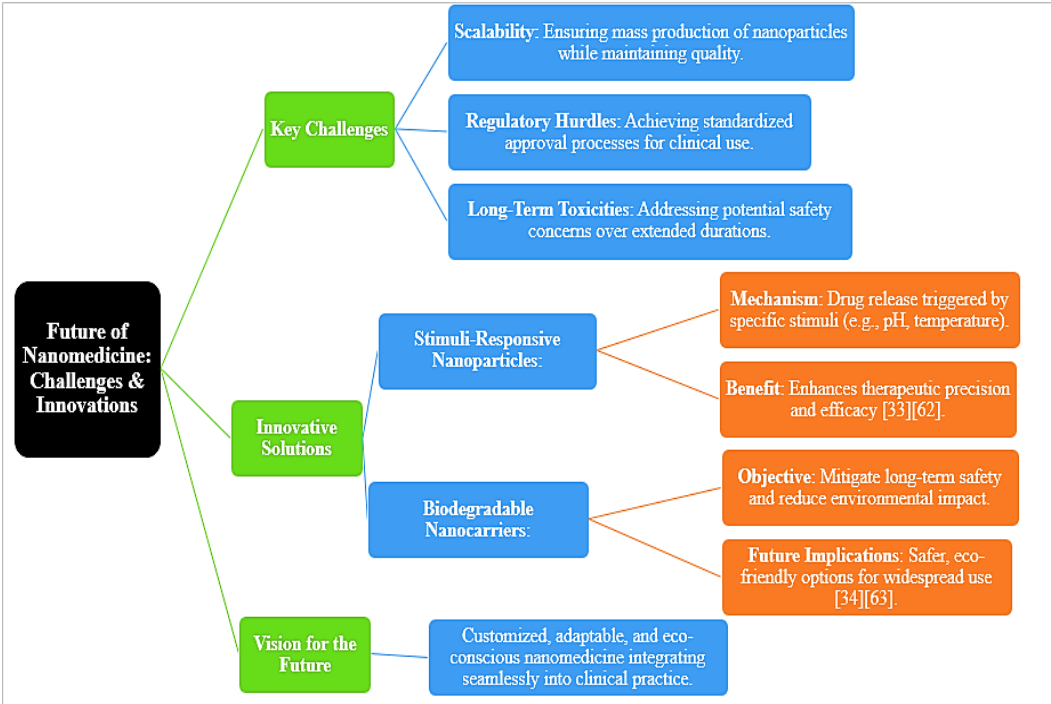 Future of
Nanomedicine:
Challenges &
Innovations
Key Challenges
Scalability: Ensuring mass production of nanoparticles
while maintaining quality.
Regulatory Hurdles: Achieving standardized
approval processes for clinical use.
Long-Term Toxicities: Addressing potential safety
concerns over extended durations.
Innovative
Solutions
Stimuli-Responsive
Nanoparticles:
Mechanism: Drug release triggered by
specific stimuli (e.g., pH, temperature).
Benefit: Enhances therapeutic precision
and efficacy [33][62].
Biodegradable
Nanocarriers:
Objective: Mitigate long-term safety
and reduce environmental impact.
Future Implications: Safer, eco-
friendly options for widespread use
[34][63].
Vision for the
Future
Customized, adaptable, and eco-
conscious nanomedicine integrating
seamlessly into clinical practice.